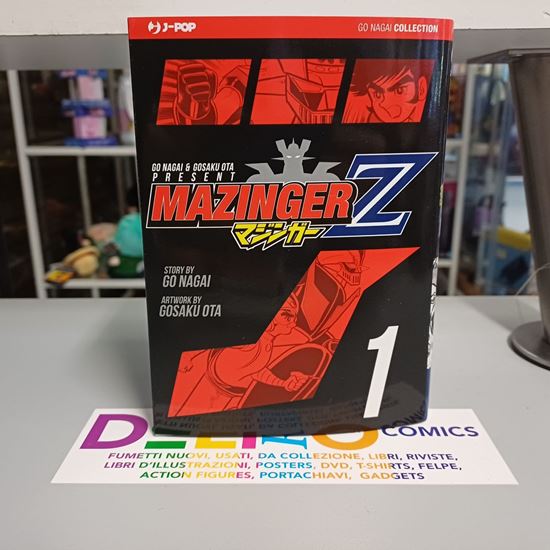 J-POP
GO NAGAI COLLECTION
GO NAGAI & GOSAKU OTA
PRESENT
MAZINGER Z
マジンガー
STORY BY
GO NAGAI
ARTWORK BY
GOSAKU OTA
1
COMICS
FUMETTI NUOVI, USATI, DA COLLEZIONE, LIBRI, RIVISTE,
LIBRI D'ILLUSTRAZIONI, POSTERS, DVD, T-SHIRTS, FELPE,
ACTION FIGURES, PORTACHIAVI, GADGETS